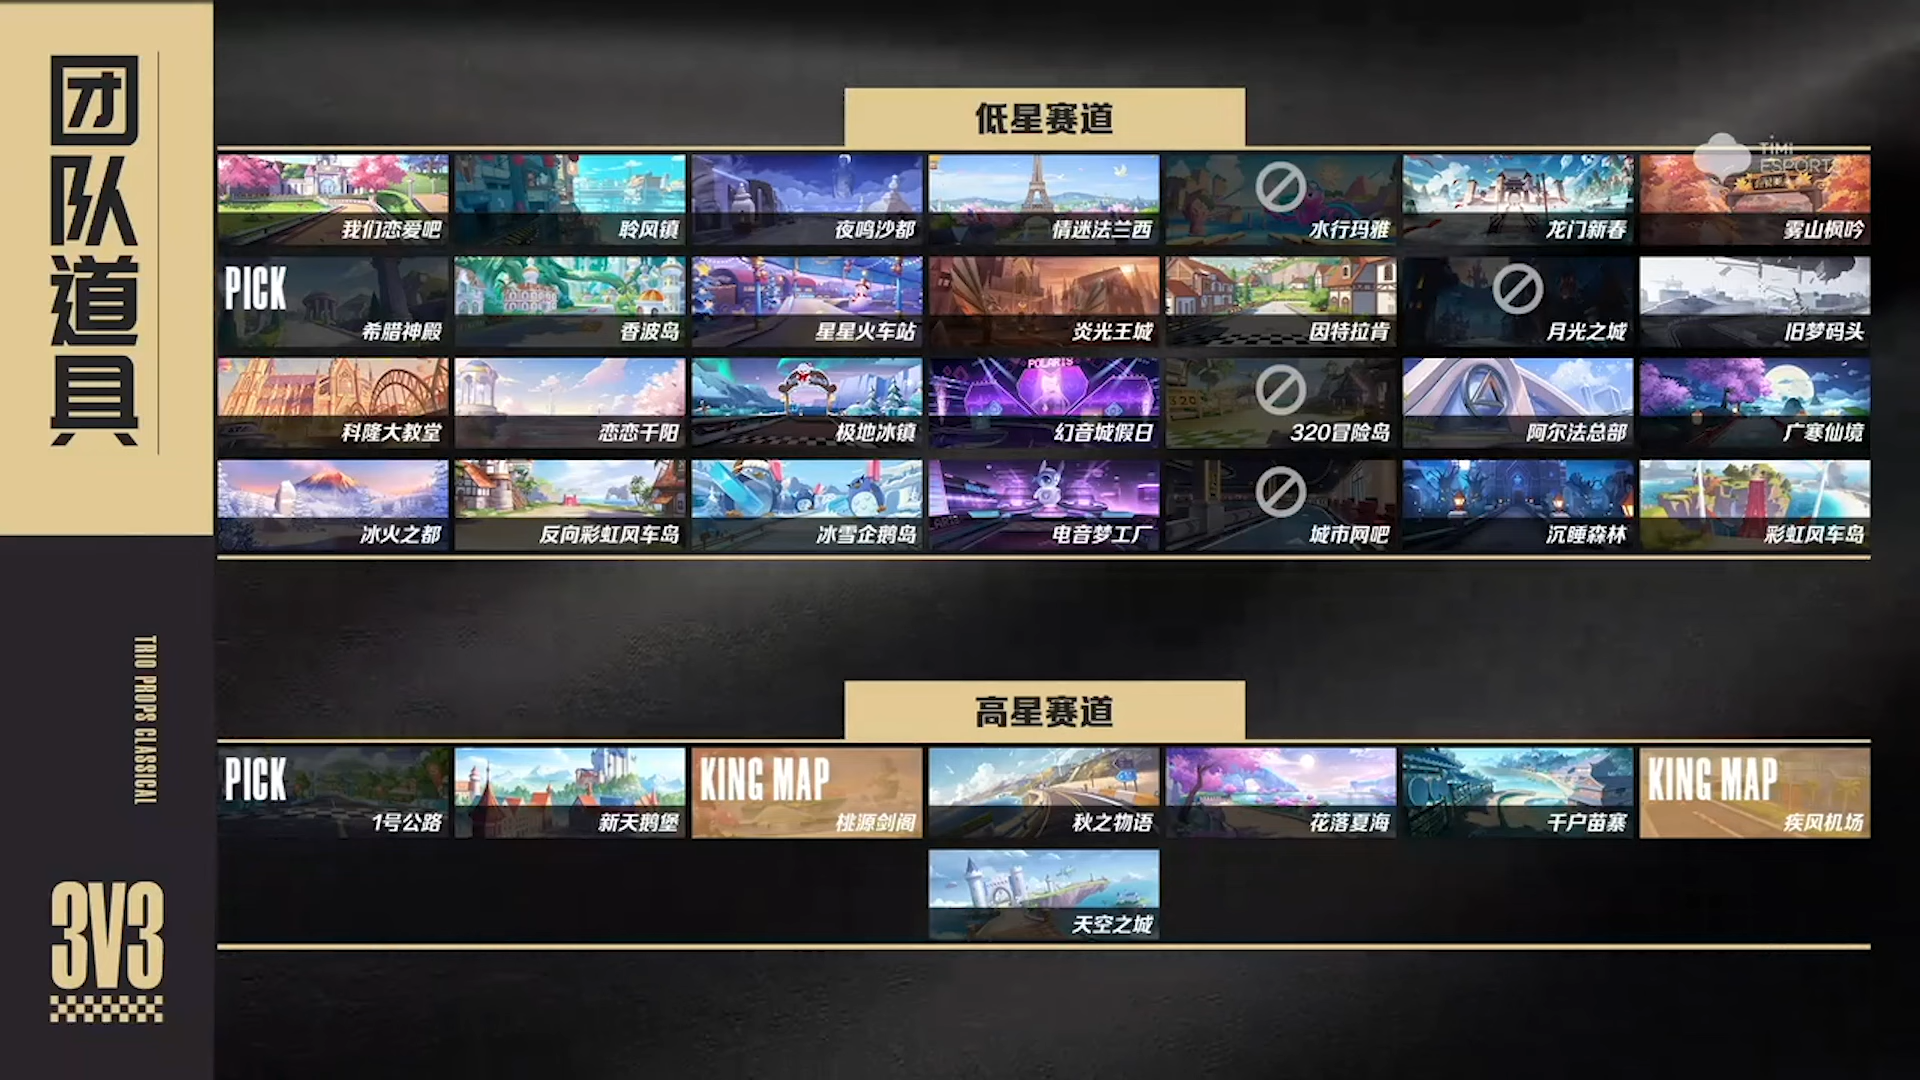 团队道具
TRIO PROPS CLASSICAL
3V3
低星赛道
TIMI
ESPORTS
我们恋爱吧
聆风镇
夜鸣沙都
情迷法兰西
水行玛雅
龙门新春
雾山枫吟
PICK
希腊神殿
香波岛
星星火车站
炎光王城
因特拉肯
月光之城
旧梦码头
科隆大教堂
恋恋千阳
极地冰镇
POLARIS
幻音城假日
320
320冒险岛
阿尔法总部
广寒仙境
冰火之都
反向彩虹风车岛
冰雪企鹅岛
电音梦工厂
城市网吧
沉睡森林
彩虹风车岛
高星赛道
PICK
1号公路
新天鹅堡
KING MAP
桃源剑阁
秋之物语
花落夏海
千户苗寨
KING MAP
疾风机场
天空之城